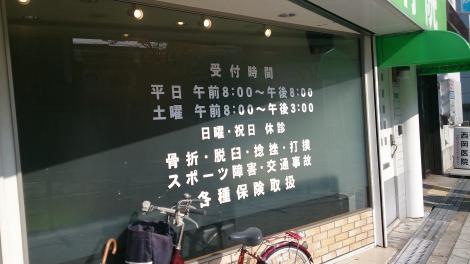 受付時間
平日 午前8:00〜午後8:00
土曜 午前8:00〜午後3:00
日曜・祝日 休診
骨折・脱臼・捻挫・打撲
スポーツ障害・交通事故
各種保険取扱
西岡医院